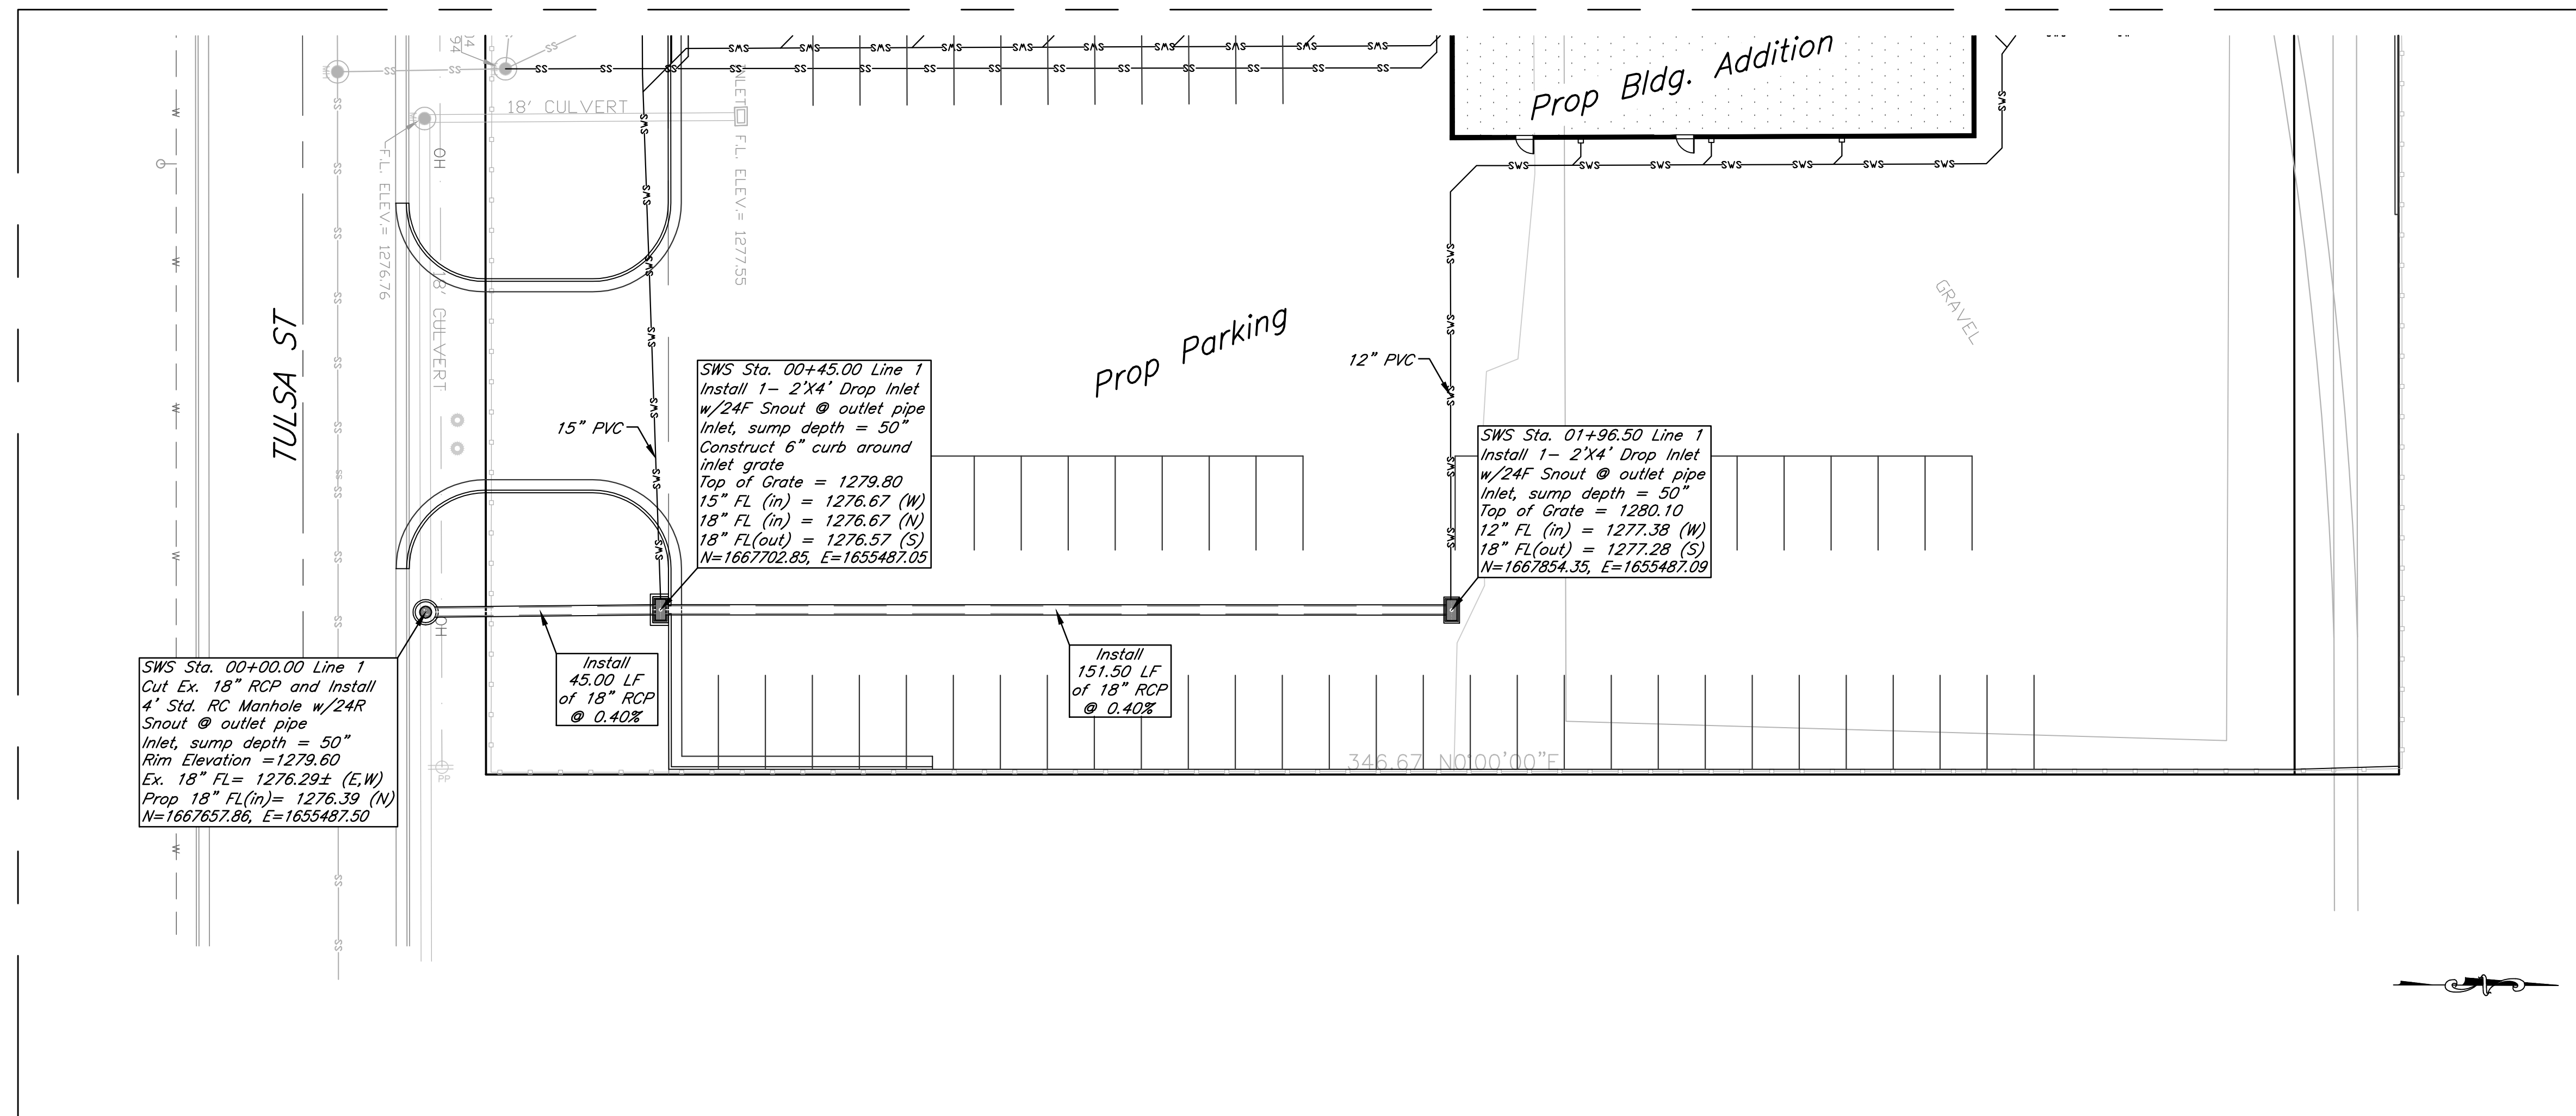 Prop Bldg. Addition
18' CULVERT
INLET
F.L. ELEV.= 1277.55
F.L. ELEV.= 1276.76
OH
18' CULVERT
OH
TULSA ST
Prop Parking
GRAVEL
15" PVC
12" PVC
SWS Sta. 00+45.00 Line 1
Install 1- 2'X4' Drop Inlet
w/24F Snout @ outlet pipe
Inlet, sump depth = 50"
Construct 6" curb around
inlet grate
Top of Grate = 1279.80
15" FL (in) = 1276.67 (W)
18" FL (in) = 1276.67 (N)
18" FL(out) = 1276.57 (S)
N=1667702.85, E=1655487.05
SWS Sta. 01+96.50 Line 1
Install 1- 2'X4' Drop Inlet
w/24F Snout @ outlet pipe
Inlet, sump depth = 50"
Top of Grate = 1280.10
12" FL (in) = 1277.38 (W)
18" FL(out) = 1277.28 (S)
N=1667854.35, E=1655487.09
SWS Sta. 00+00.00 Line 1
Cut Ex. 18" RCP and Install
4' Std. RC Manhole w/24R
Snout @ outlet pipe
Inlet, sump depth = 50"
Rim Elevation =1279.60
Ex. 18" FL= 1276.29± (E,W)
Prop 18" FL(in)= 1276.39 (N)
N=1667657.86, E=1655487.50
Install
45.00 LF
of 18" RCP
@ 0.40%
Install
151.50 LF
of 18" RCP
@ 0.40%
346.67 N0°00'00"E
PP